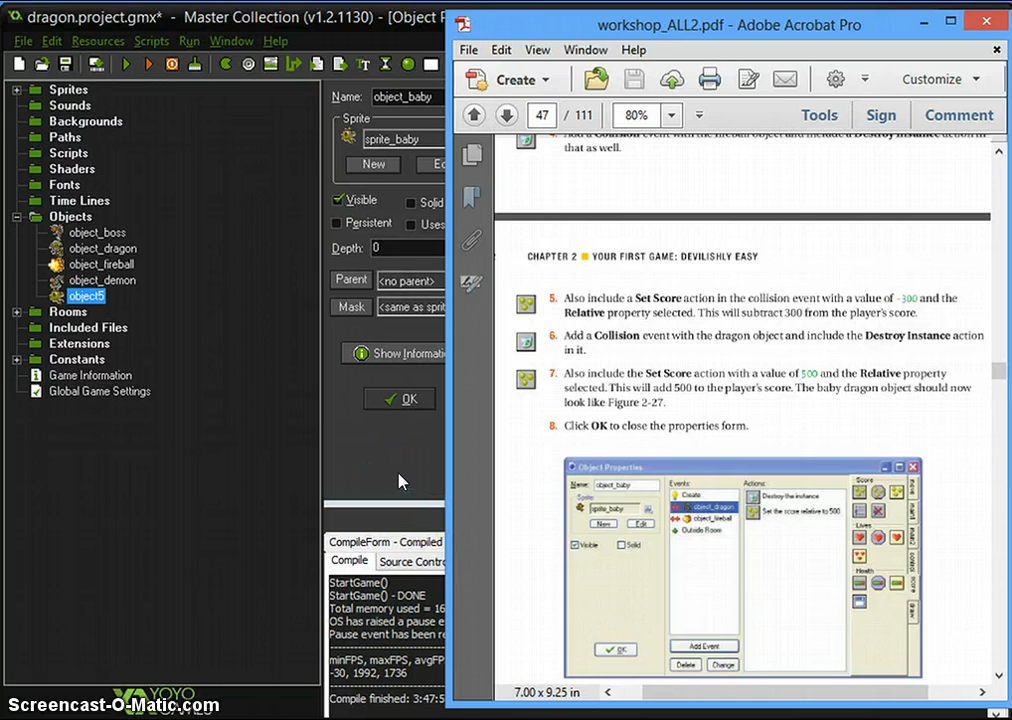 dragon.project.gmx* - Master Collection (v1.2.1130) - [Object P
File Edit Resources Scripts Run Window Help
Sprites
Sounds
Backgrounds
Paths
Scripts
Shaders
Fonts
Time Lines
Objects
object_boss
object_dragon
object_fireball
object_demon
object5
Rooms
Included Files
Extensions
Constants
Game Information
Global Game Settings
Name: object_baby
Sprite
sprite_baby
New
Visible Solid
Persistent Uses
Depth: 0
Parent <no parent>
Mask <same as sprit
Show Informati
OK
CompileForm - Compiled
Compile Source Contro
StartGame()
StartGame() - DONE
Total memory used = 16
OS has raised a pause e
Pause event has been re
minFPS, maxFPS, avgFP
-30, 1992, 1736
Compile finished: 3:47:5
YOYO
Screencast-O-Matic.com
workshop_ALL2.pdf - Adobe Acrobat Pro
File Edit View Window Help
Create Customize
47 / 111 80% Tools Sign Comment
that as well.
CHAPTER 2 ■ YOUR FIRST GAME: DEVILISHLY EASY
5. Also include a Set Score action in the collision event with a value of -300 and the
Relative property selected. This will subtract 300 from the player's score.
6. Add a Collision event with the dragon object and include the Destroy Instance action
in it.
7. Also include the Set Score action with a value of 500 and the Relative property
selected. This will add 500 to the player's score. The baby dragon object should now
look like Figure 2-27.
8. Click OK to close the properties form.
Object Properties
Name: object_baby
Sprite
sprite_baby
New Edit
Visible Solid
OK
Events:
Create
object_dragon
object_fireball
Outside Room
Add Event
Delete Change
Actions:
Destroy the instance
Set the score relative to 500
Score
Lives
Health
move
main1
main2
control
score
draw
7.00 x 9.25 in